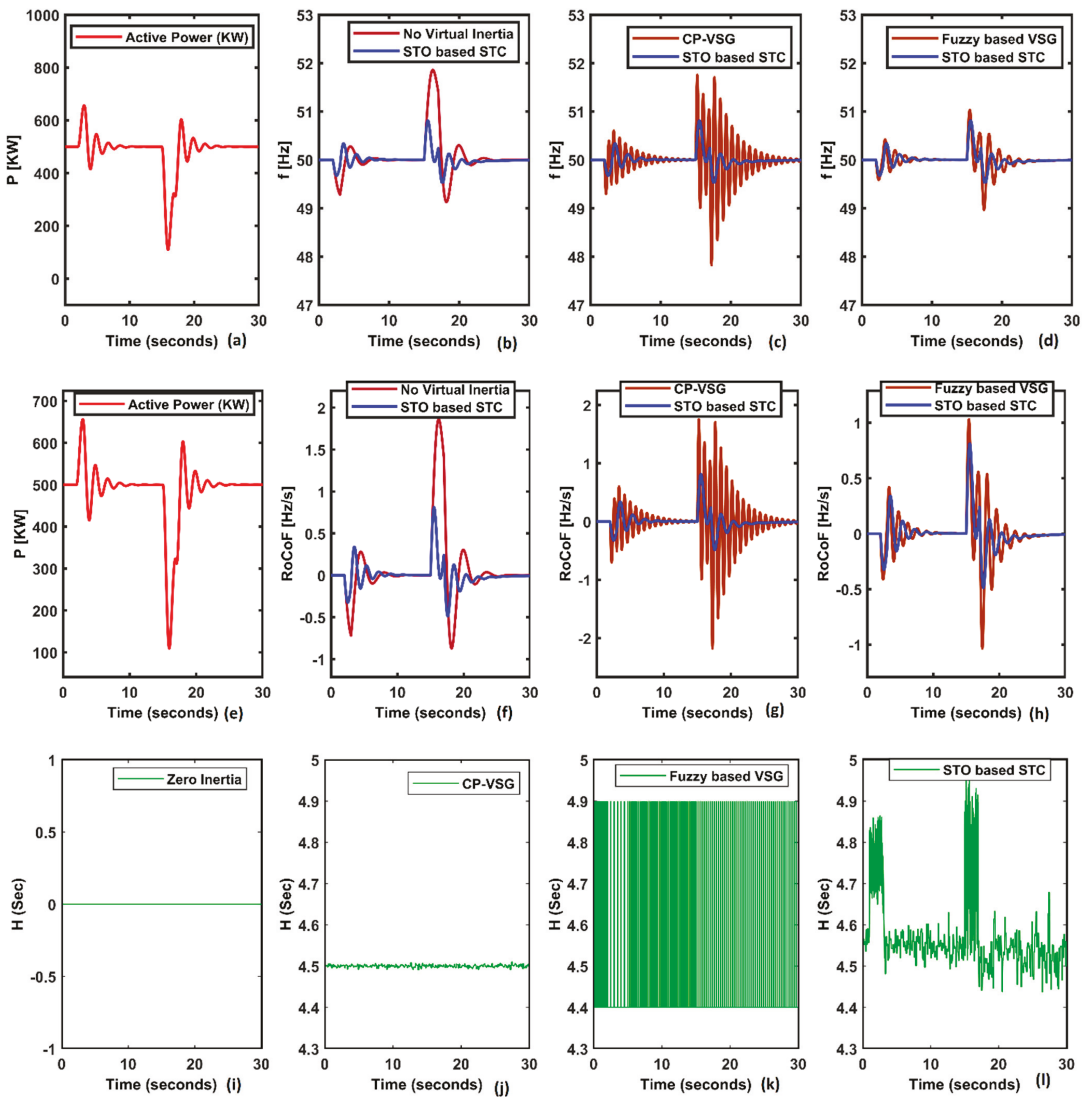 Active Power (KW)
P [KW]
1000
800
600
400
200
0
0 10 20 30
Time (seconds) (a)
No Virtual Inertia
STO based STC
f [Hz]
53
52
51
50
49
48
47
0 10 20 30
Time (seconds) (b)
CP-VSG
STO based STC
f [Hz]
53
52
51
50
49
48
47
0 10 20 30
Time (seconds) (c)
Fuzzy based VSG
STO based STC
f [Hz]
53
52
51
50
49
48
47
0 10 20 30
Time (seconds) (d)
Active Power (KW)
P [KW]
700
600
500
400
300
200
100
0 10 20 30
Time (seconds) (e)
No Virtual Inertia
STO based STC
RoCoF [Hz/s]
2
1.5
1
0.5
0
-0.5
-1
0 10 20 30
Time (seconds) (f)
CP-VSG
STO based STC
RoCoF [Hz/s]
2
1
0
-1
-2
0 10 20 30
Time (seconds) (g)
Fuzzy based VSG
STO based STC
RoCoF [Hz/s]
1
0.5
0
-0.5
-1
0 10 20 30
Time (seconds) (h)
Zero Inertia
H (Sec)
1
0.5
0
-0.5
-1
0 10 20 30
Time (seconds) (i)
CP-VSG
H (Sec)
5
4.9
4.8
4.7
4.6
4.5
4.4
4.3
0 10 20 30
Time (seconds) (j)
Fuzzy based VSG
H (Sec)
5
4.9
4.8
4.7
4.6
4.5
4.4
4.3
0 10 20 30
Time (seconds) (k)
STO based STC
H (Sec)
5
4.9
4.8
4.7
4.6
4.5
4.4
4.3
0 10 20 30
Time (seconds) (l)